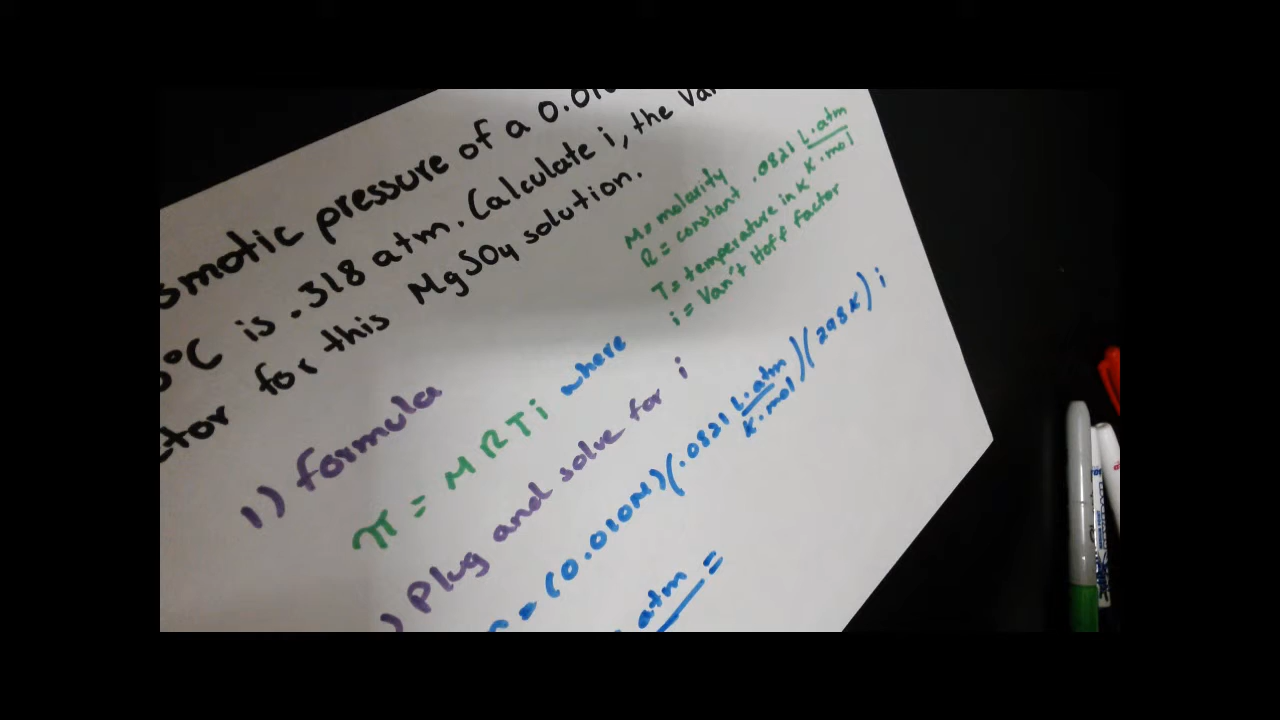 smotic pressure of a 0.010
°C is .318 atm. Calculate i, the Van
ctor for this MgSO4 solution.
M= molarity
R= constant .0821 L.atm
K.mol
T= temperature in K
i= Van't Hoff factor
1) formula
π = MRTi where
) Plug and solve for i
= (0.010M)(.0821 L.atm
K.mol)(298K) i
atm =